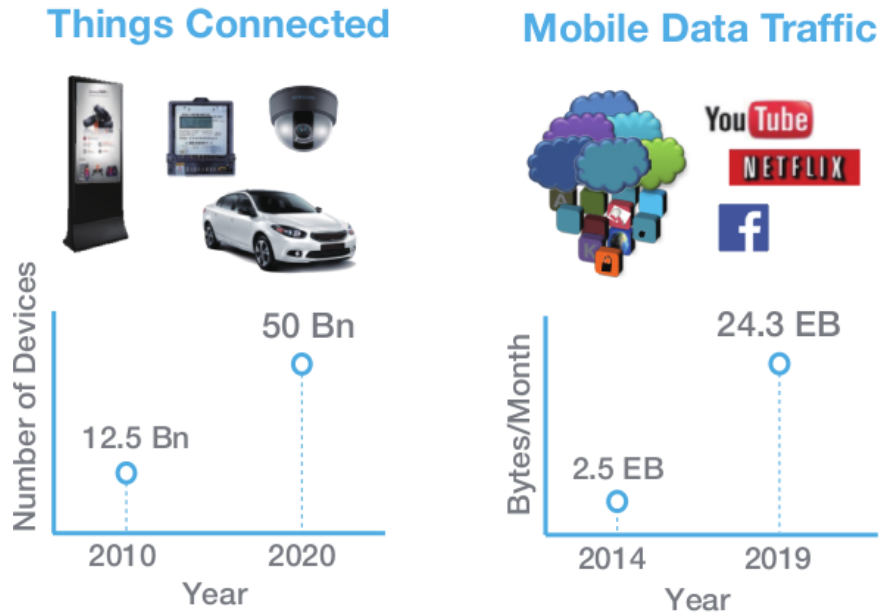 Things Connected
Number of Devices
12.5 Bn
50 Bn
2010
2020
Year
Mobile Data Traffic
YouTube
NETFLIX
f
A
K
Bytes/Month
2.5 EB
24.3 EB
2014
2019
Year